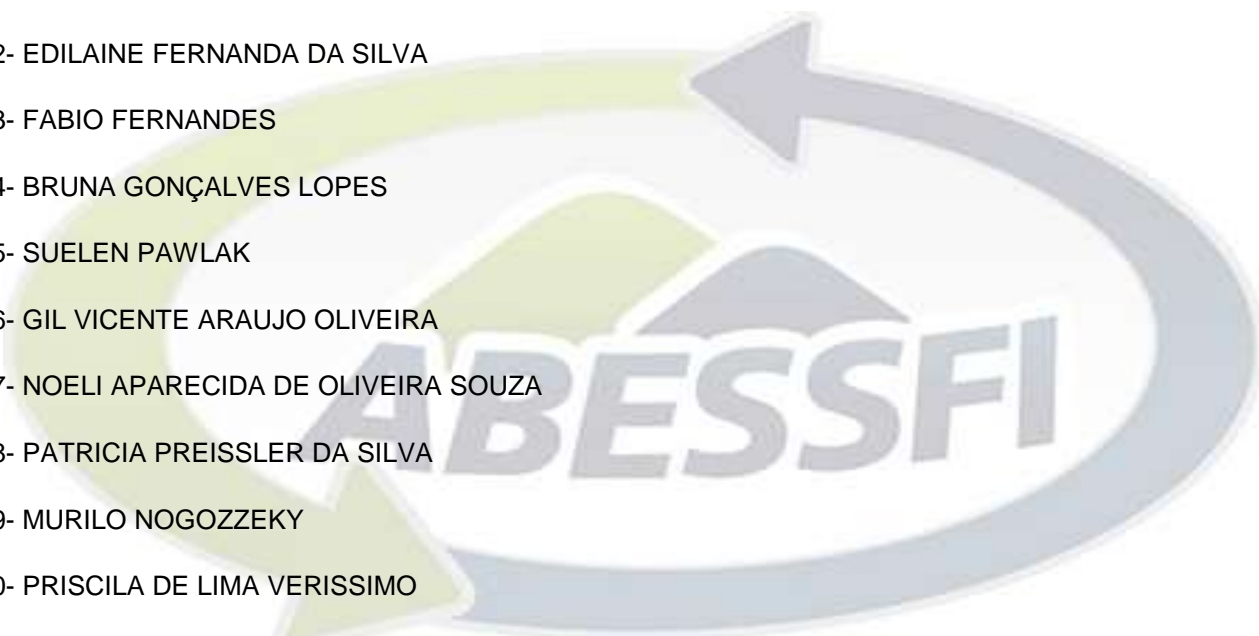 2- EDILAINE FERNANDA DA SILVA
3- FABIO FERNANDES
4- BRUNA GONÇALVES LOPES
5- SUELEN PAWLAK
6- GIL VICENTE ARAUJO OLIVEIRA
7- NOELI APARECIDA DE OLIVEIRA SOUZA
ABESSFI
8- PATRICIA PREISSLER DA SILVA
9- MURILO NOGOZZEKY
0- PRISCILA DE LIMA VERISSIMO